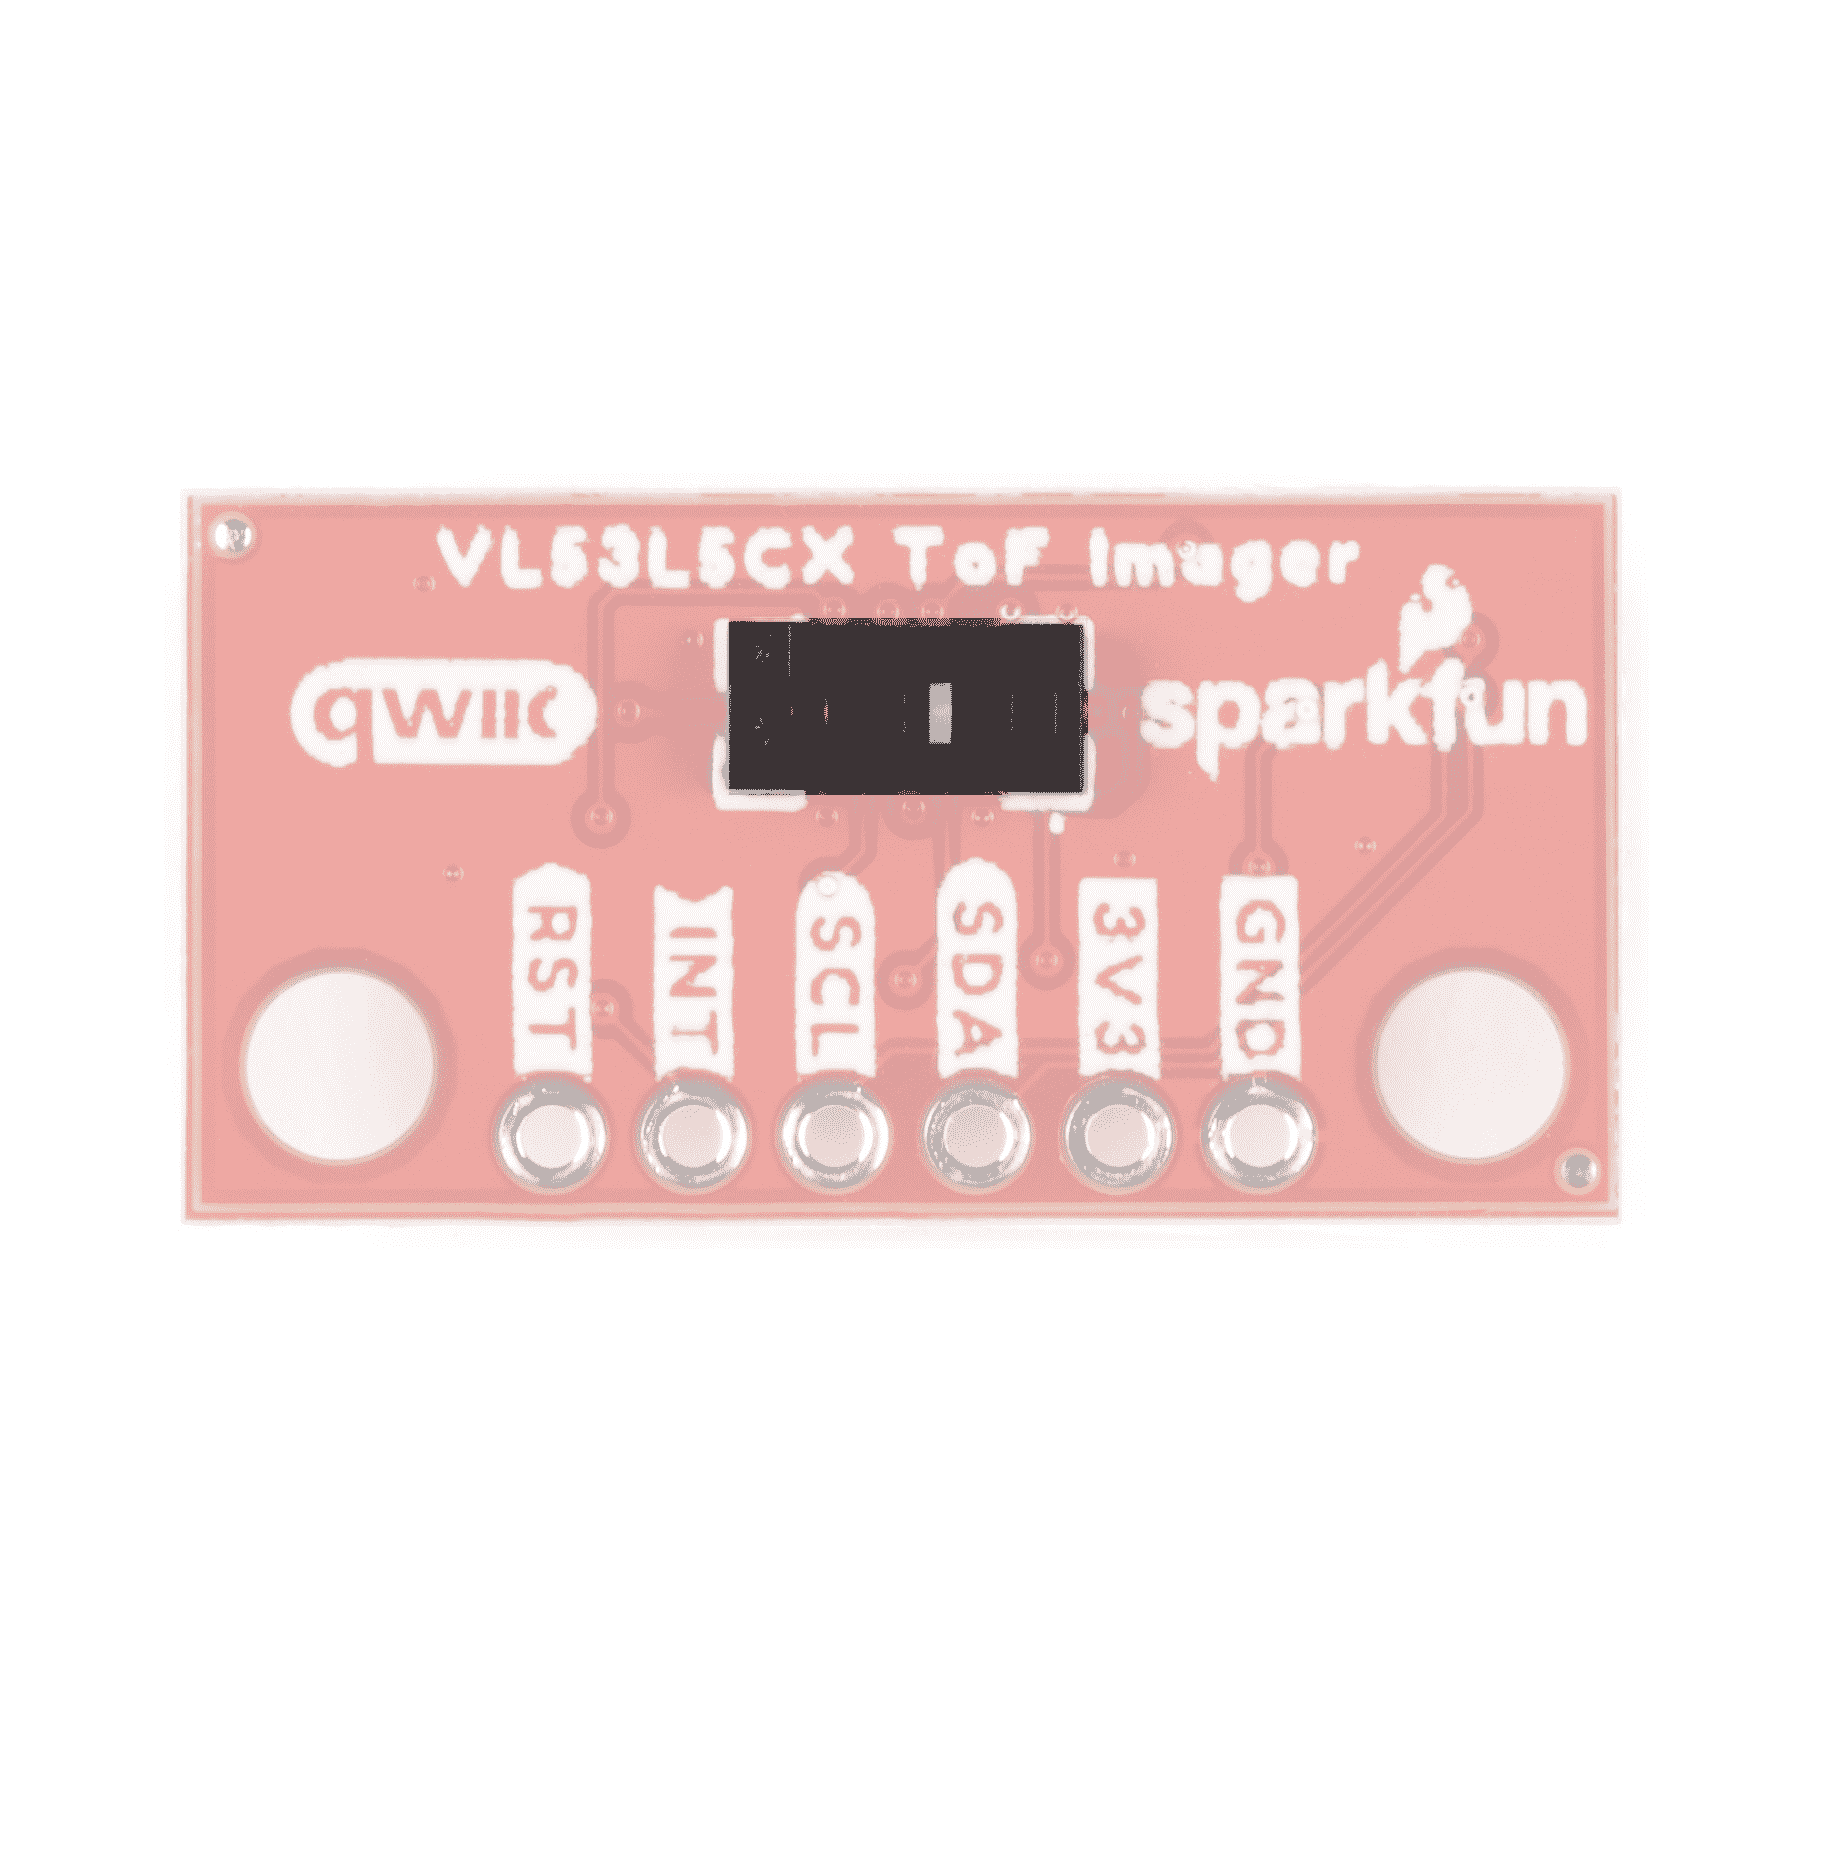 VL53L5CX ToF Imager
qwiic
sparkfun
RST
INT
SCL
SDA
3V3
GND